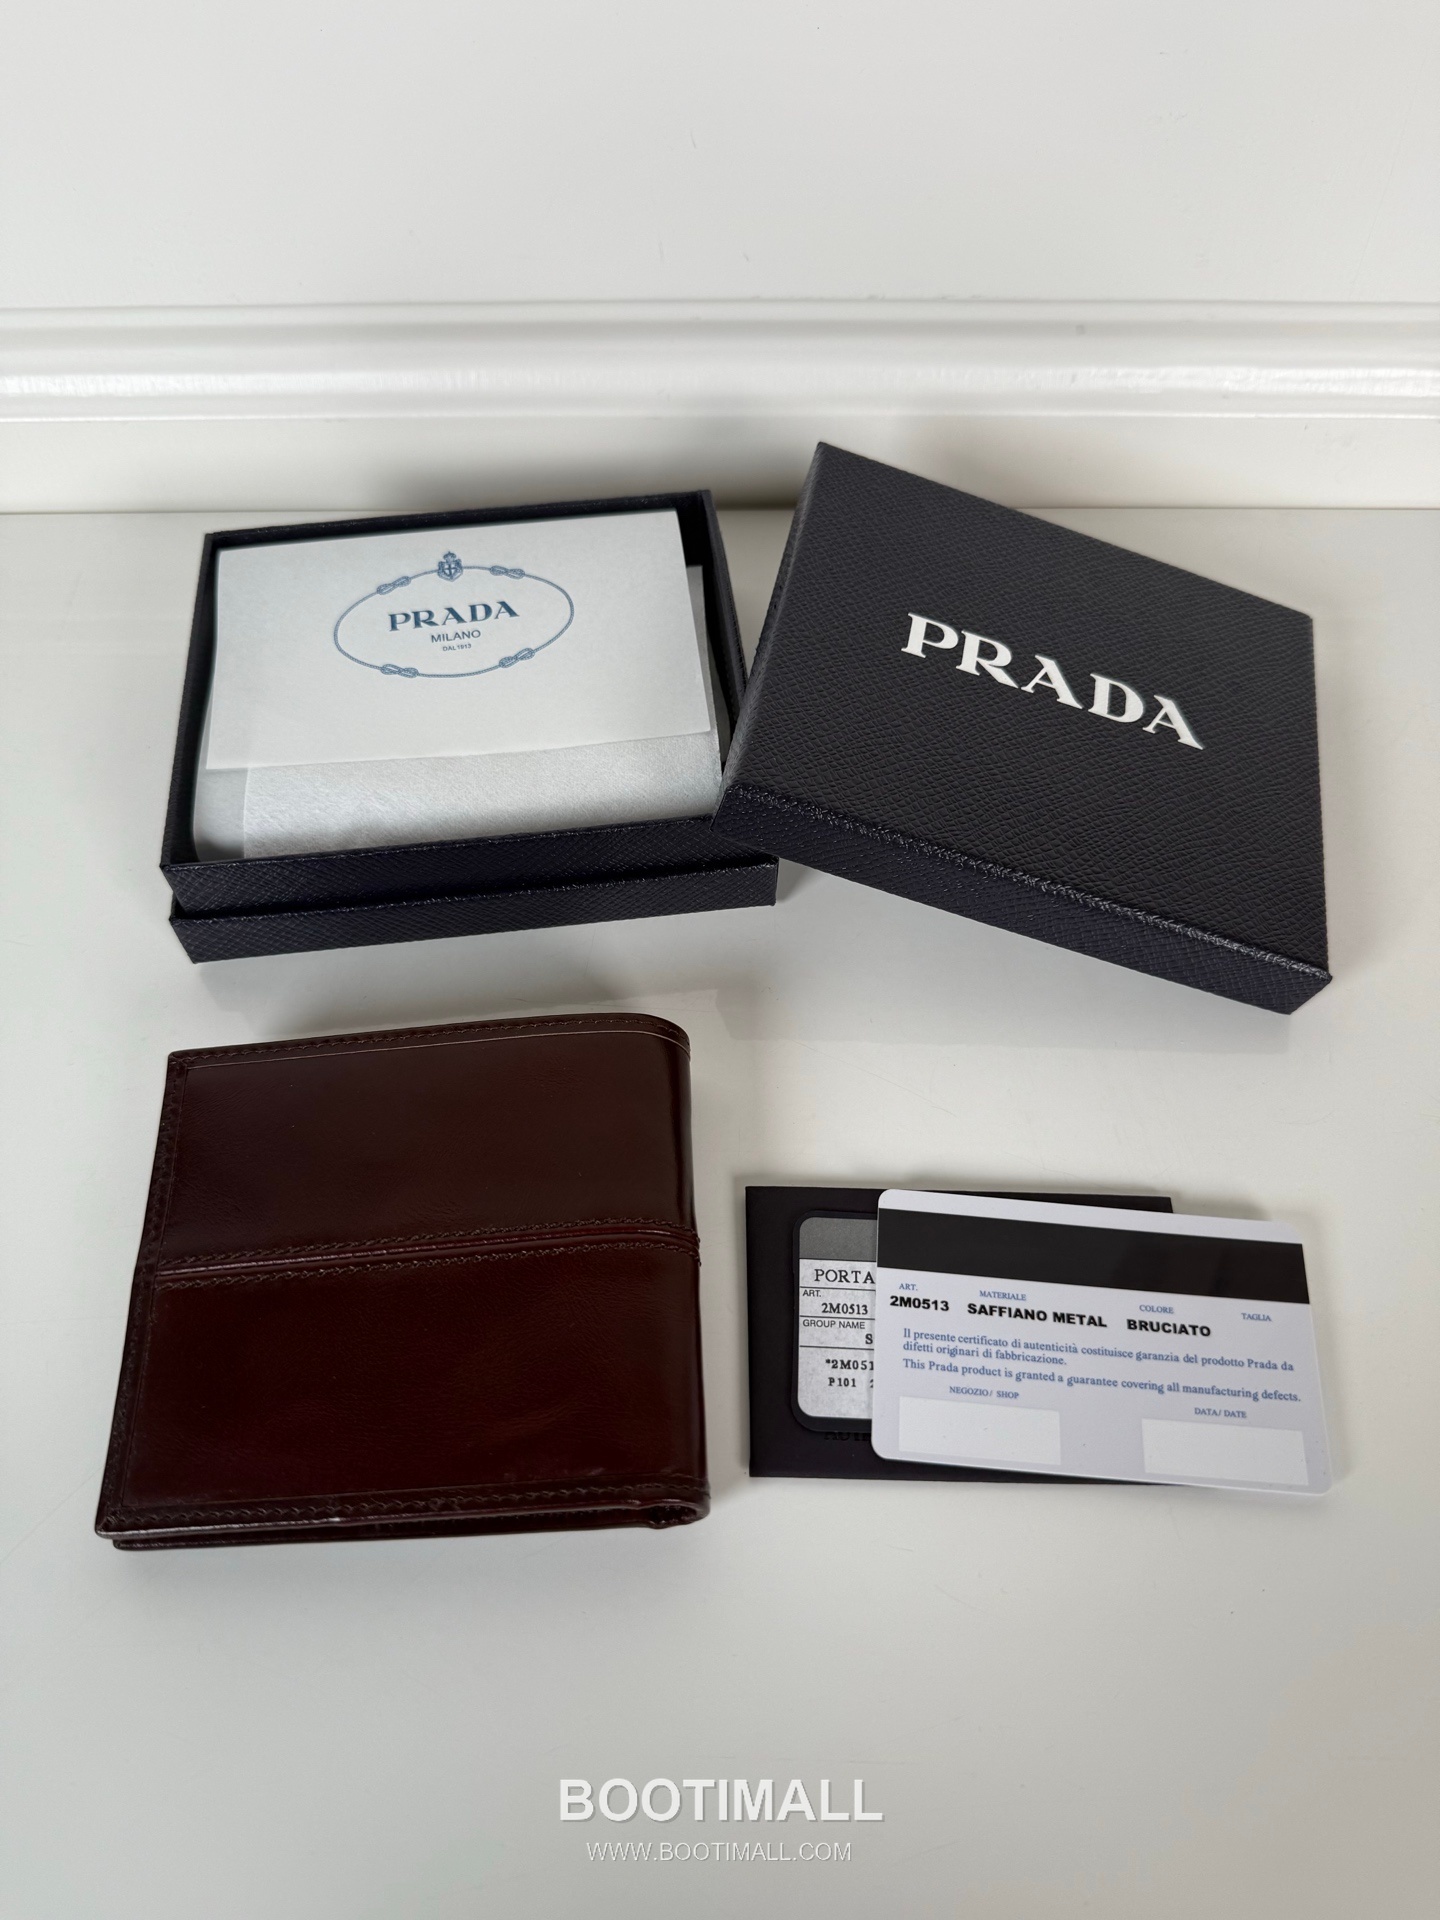 PRADA
MILANO
DAL 1913
PRADA
PORTA
ART.
2M0513
GROUP NAME
S
*2M051
P101 2
ART.
2M0513
MATERIALE
SAFFIANO METAL
COLORE
BRUCIATO
TAGLIA
Il presente certificato di autenticità costituisce garanzia del prodotto Prada da
difetti originari di fabbricazione.
This Prada product is granted a guarantee covering all manufacturing defects.
NEGOZIO/ SHOP
DATA/ DATE
BOOTIMALL
WWW.BOOTIMALL.COM